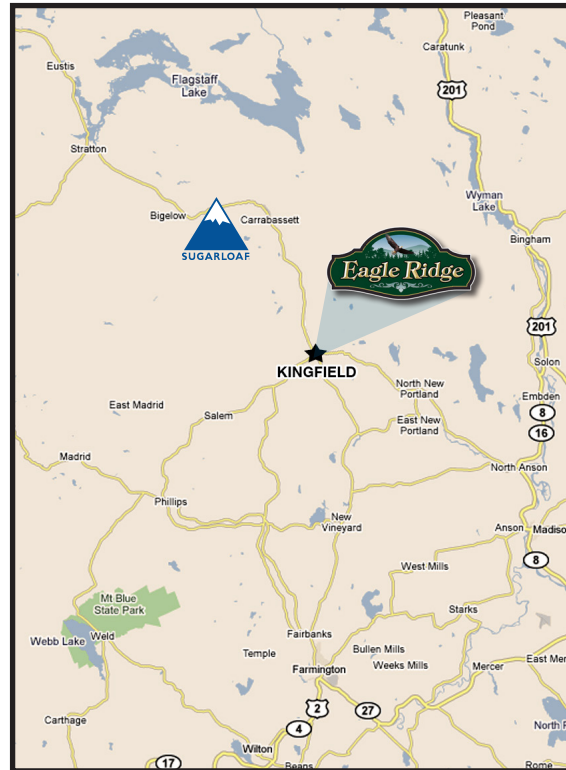 Pleasant
Pond
Caratunk
Eustis
Flagstaff
Lake
201
Stratton
Wyman
Lake
Bigelow
Carrabassett
Bingham
SUGARLOAF
Eagle Ridge
201
KINGFIELD
Solon
North New
Portland
Embden
East Madrid
Salem
8
East New
Portland
16
Madrid
North Anson
Phillips
New
Vineyard
Anson
Madiso
8
West Mills
Mt Blue
State Park
Starks
Webb Lake
Weld
Fairbanks
Temple
Bullen Mills
Weeks Mills
Farmington
Mercer
East Mer
2
27
Carthage
4
North P
Wilton
17
Beans
Rome